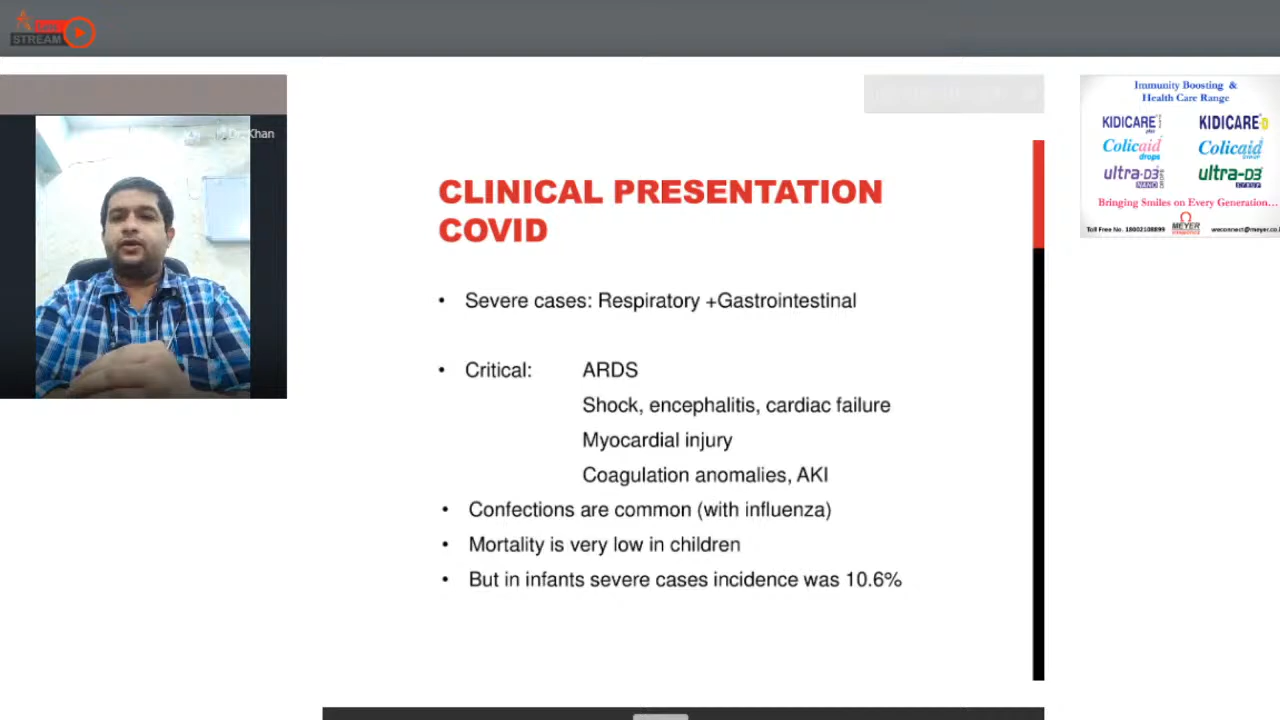 STREAM
Dr. Khan
CLINICAL PRESENTATION
COVID
• Severe cases: Respiratory +Gastrointestinal
• Critical: ARDS
Shock, encephalitis, cardiac failure
Myocardial injury
Coagulation anomalies, AKI
• Confections are common (with influenza)
• Mortality is very low in children
• But in infants severe cases incidence was 10.6%
Immunity Boosting &
Health Care Range
KIDICARE plus KIDICARE-D
Colicaid drops Colicaid
ultra-D3 NANO DROPS ultra-D3
Bringing Smiles on Every Generation...
Toll Free No. 18002108899 MEYER weconnect@meyer.co.i